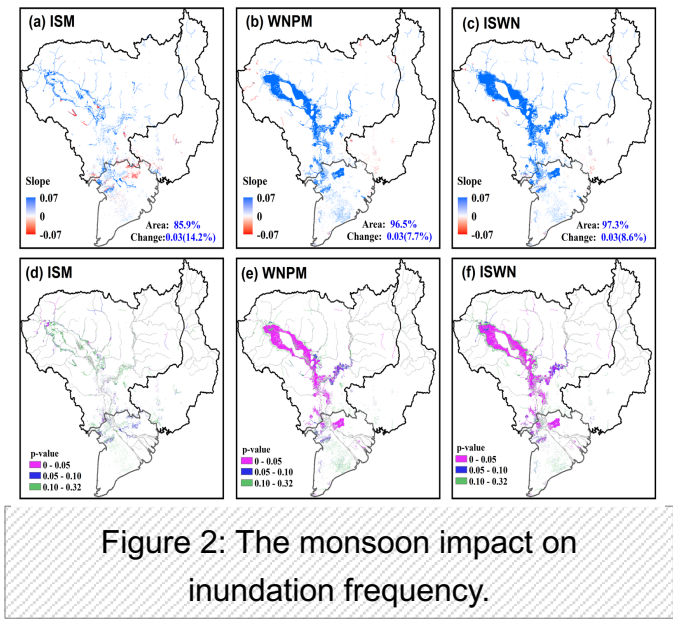 (a) ISM
Slope
0.07
0
-0.07
Area: 85.9%
Change:0.03(14.2%)
(b) WNPM
Slope
0.07
0
-0.07
Area: 96.5%
Change: 0.03(7.7%)
(c) ISWN
Slope
0.07
0
-0.07
Area: 97.3%
Change: 0.03(8.6%)
(d) ISM
p-value
0 - 0.05
0.05 - 0.10
0.10 - 0.32
(e) WNPM
p-value
0 - 0.05
0.05 - 0.10
0.10 - 0.32
(f) ISWN
p-value
0 - 0.05
0.05 - 0.10
0.10 - 0.32
Figure 2: The monsoon impact on
inundation frequency.